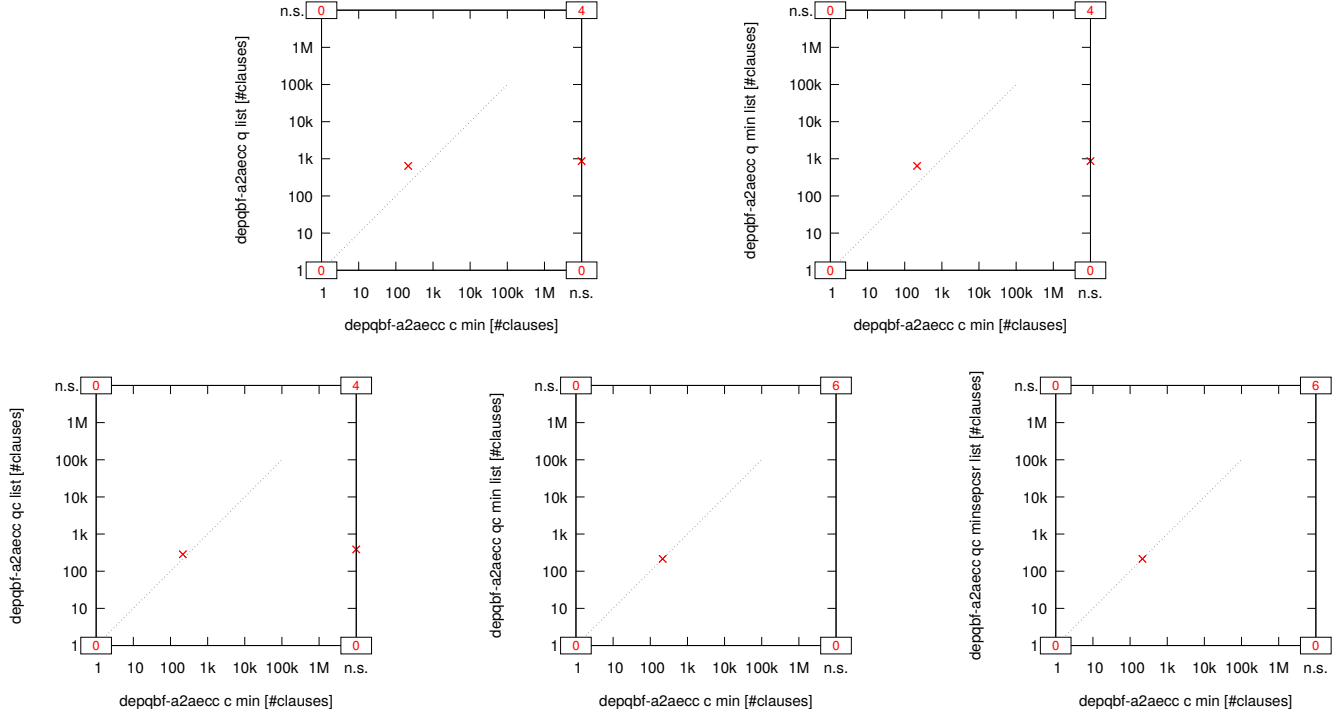 n.s. 0 4 n.s. 0 4
1M 1M
100k 100k
10k 10k
1k 1k
100 100
10 10
1 0 0 1 0 0
1 10 100 1k 10k 100k 1M n.s. 1 10 100 1k 10k 100k 1M n.s.
depqbf-a2aecc q list [#clauses]
depqbf-a2aecc q min list [#clauses]
depqbf-a2aecc c min [#clauses] depqbf-a2aecc c min [#clauses]
n.s. 0 4 n.s. 0 6 n.s. 0 6
1M 1M 1M
100k 100k 100k
10k 10k 10k
1k 1k 1k
100 100 100
10 10 10
1 0 0 1 0 0 1 0 0
1 10 100 1k 10k 100k 1M n.s. 1 10 100 1k 10k 100k 1M n.s. 1 10 100 1k 10k 100k 1M n.s.
depqbf-a2aecc qc list [#clauses]
depqbf-a2aecc qc min list [#clauses]
depqbf-a2aecc qc minsepcsr list [#clauses]
depqbf-a2aecc c min [#clauses] depqbf-a2aecc c min [#clauses] depqbf-a2aecc c min [#clauses]